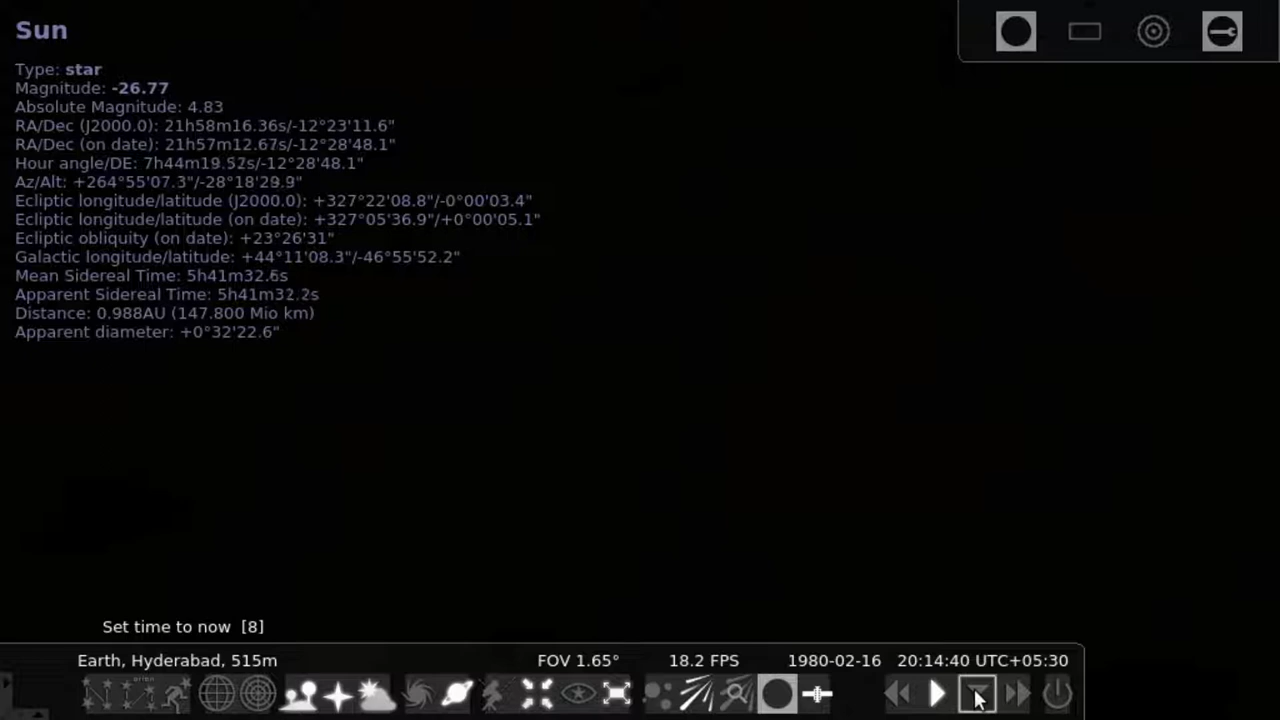 Sun
Type: star
Magnitude: -26.77
Absolute Magnitude: 4.83
RA/Dec (J2000.0): 21h58m16.36s/-12°23'11.6"
RA/Dec (on date): 21h57m12.67s/-12°28'48.1"
Hour angle/DE: 7h44m19.52s/-12°28'48.1"
Az/Alt: +264°55'07.3"/-28°18'29.9"
Ecliptic longitude/latitude (J2000.0): +327°22'08.8"/-0°00'03.4"
Ecliptic longitude/latitude (on date): +327°05'36.9"/+0°00'05.1"
Ecliptic obliquity (on date): +23°26'31"
Galactic longitude/latitude: +44°11'08.3"/-46°55'52.2"
Mean Sidereal Time: 5h41m32.6s
Apparent Sidereal Time: 5h41m32.2s
Distance: 0.988AU (147.800 Mio km)
Apparent diameter: +0°32'22.6"
Set time to now [8]
Earth, Hyderabad, 515m FOV 1.65° 18.2 FPS 1980-02-16 20:14:40 UTC+05:30